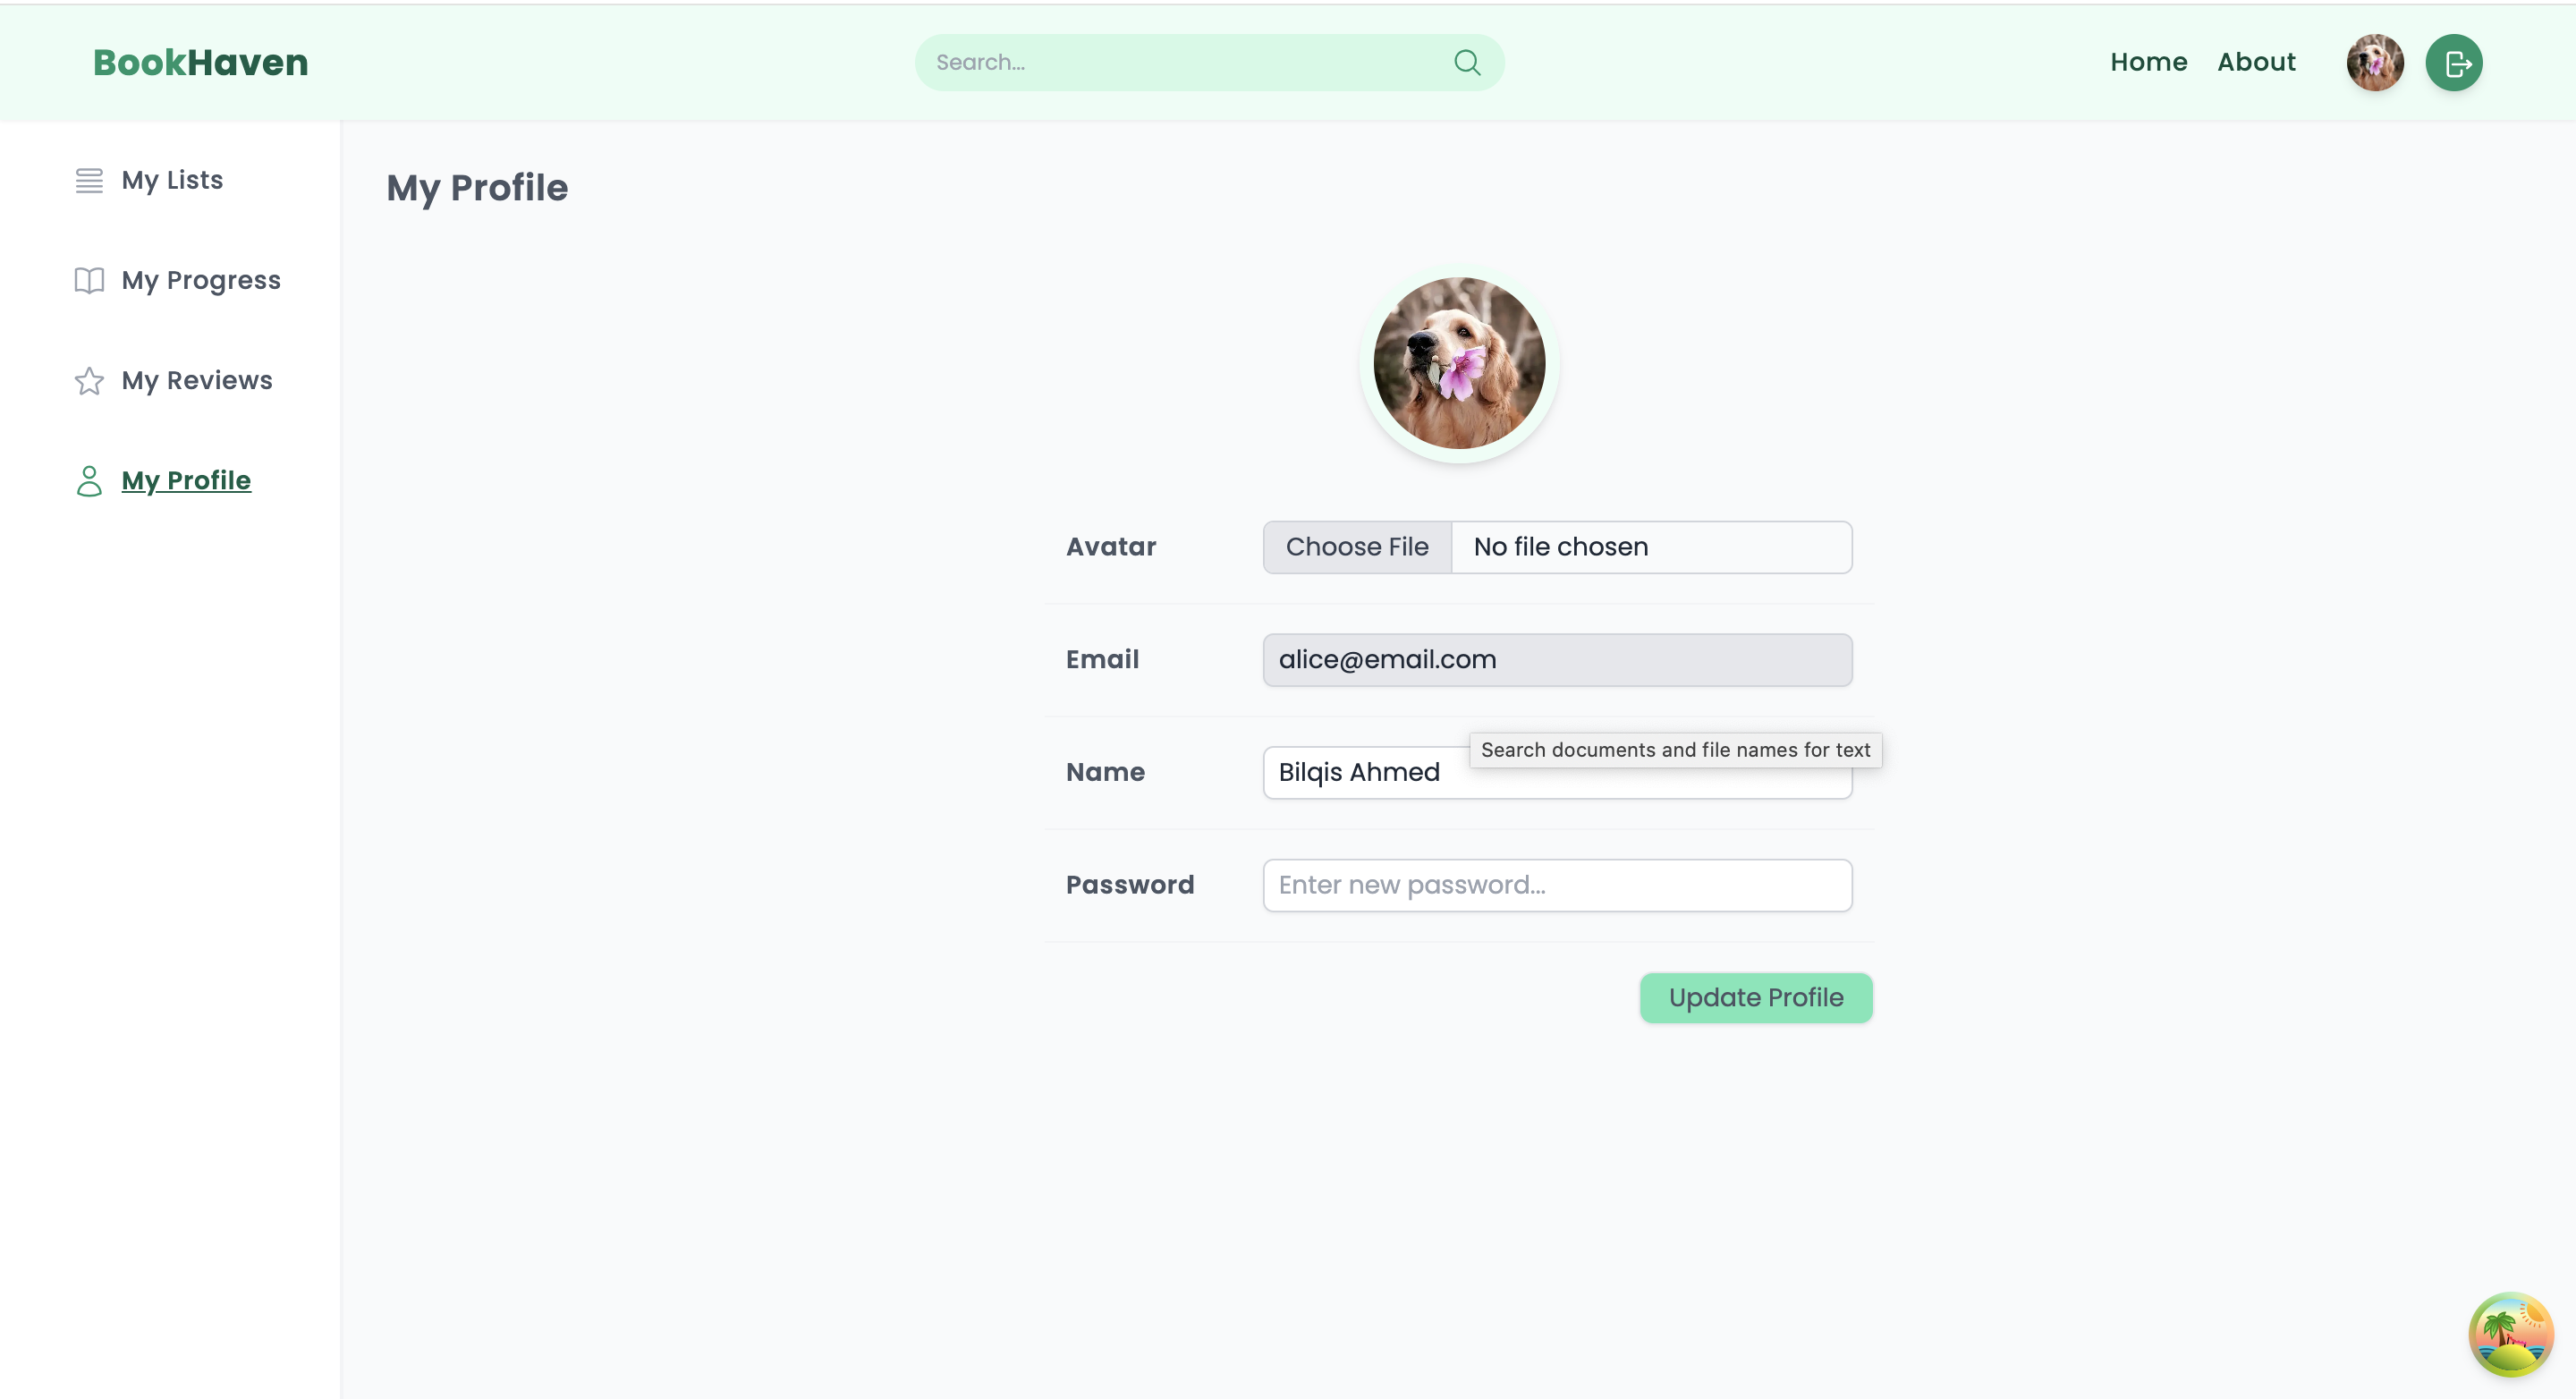 BookHaven
Search...
Home
About
My Lists
My Progress
My Reviews
My Profile
My Profile
Avatar
Choose File
No file chosen
Email
alice@email.com
Search documents and file names for text
Name
Bilqis Ahmed
Password
Enter new password...
Update Profile